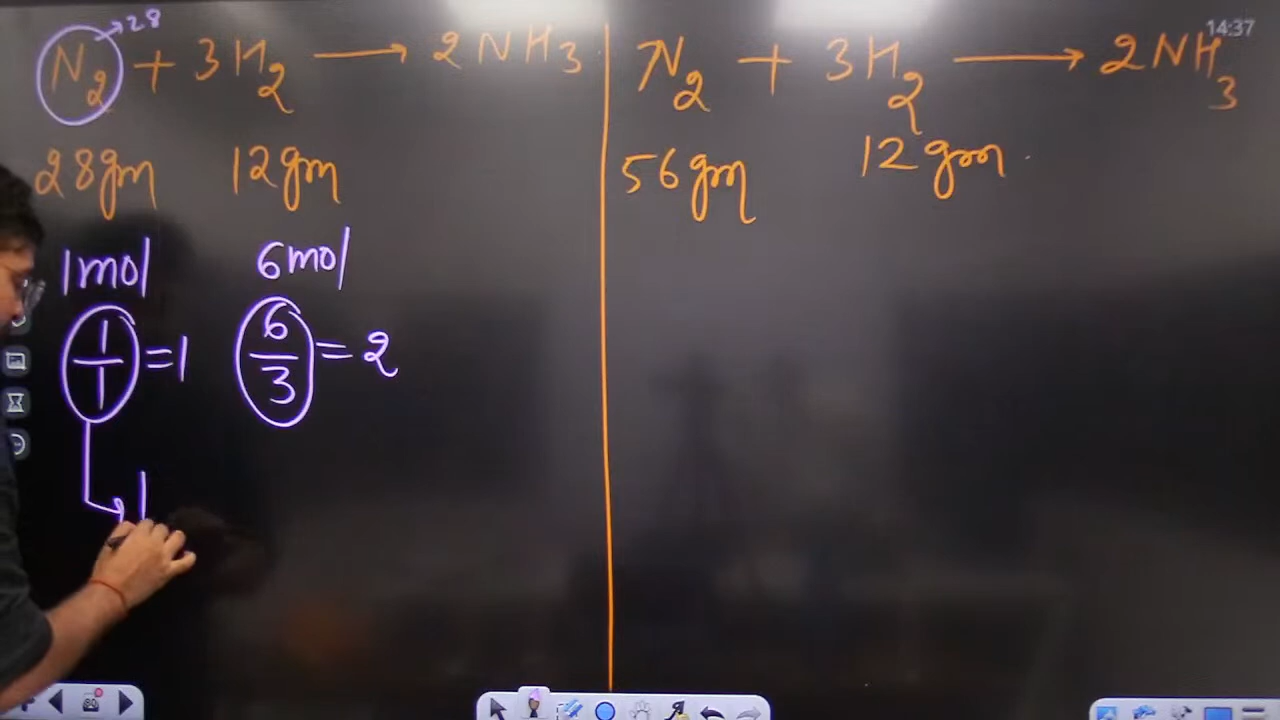 →28
N₂ + 3H₂ → 2NH₃
28gm 12gm
1mol 6mol
1/1 = 1 6/3 = 2
14:37
N₂ + 3H₂ → 2NH₃
56gm 12gm